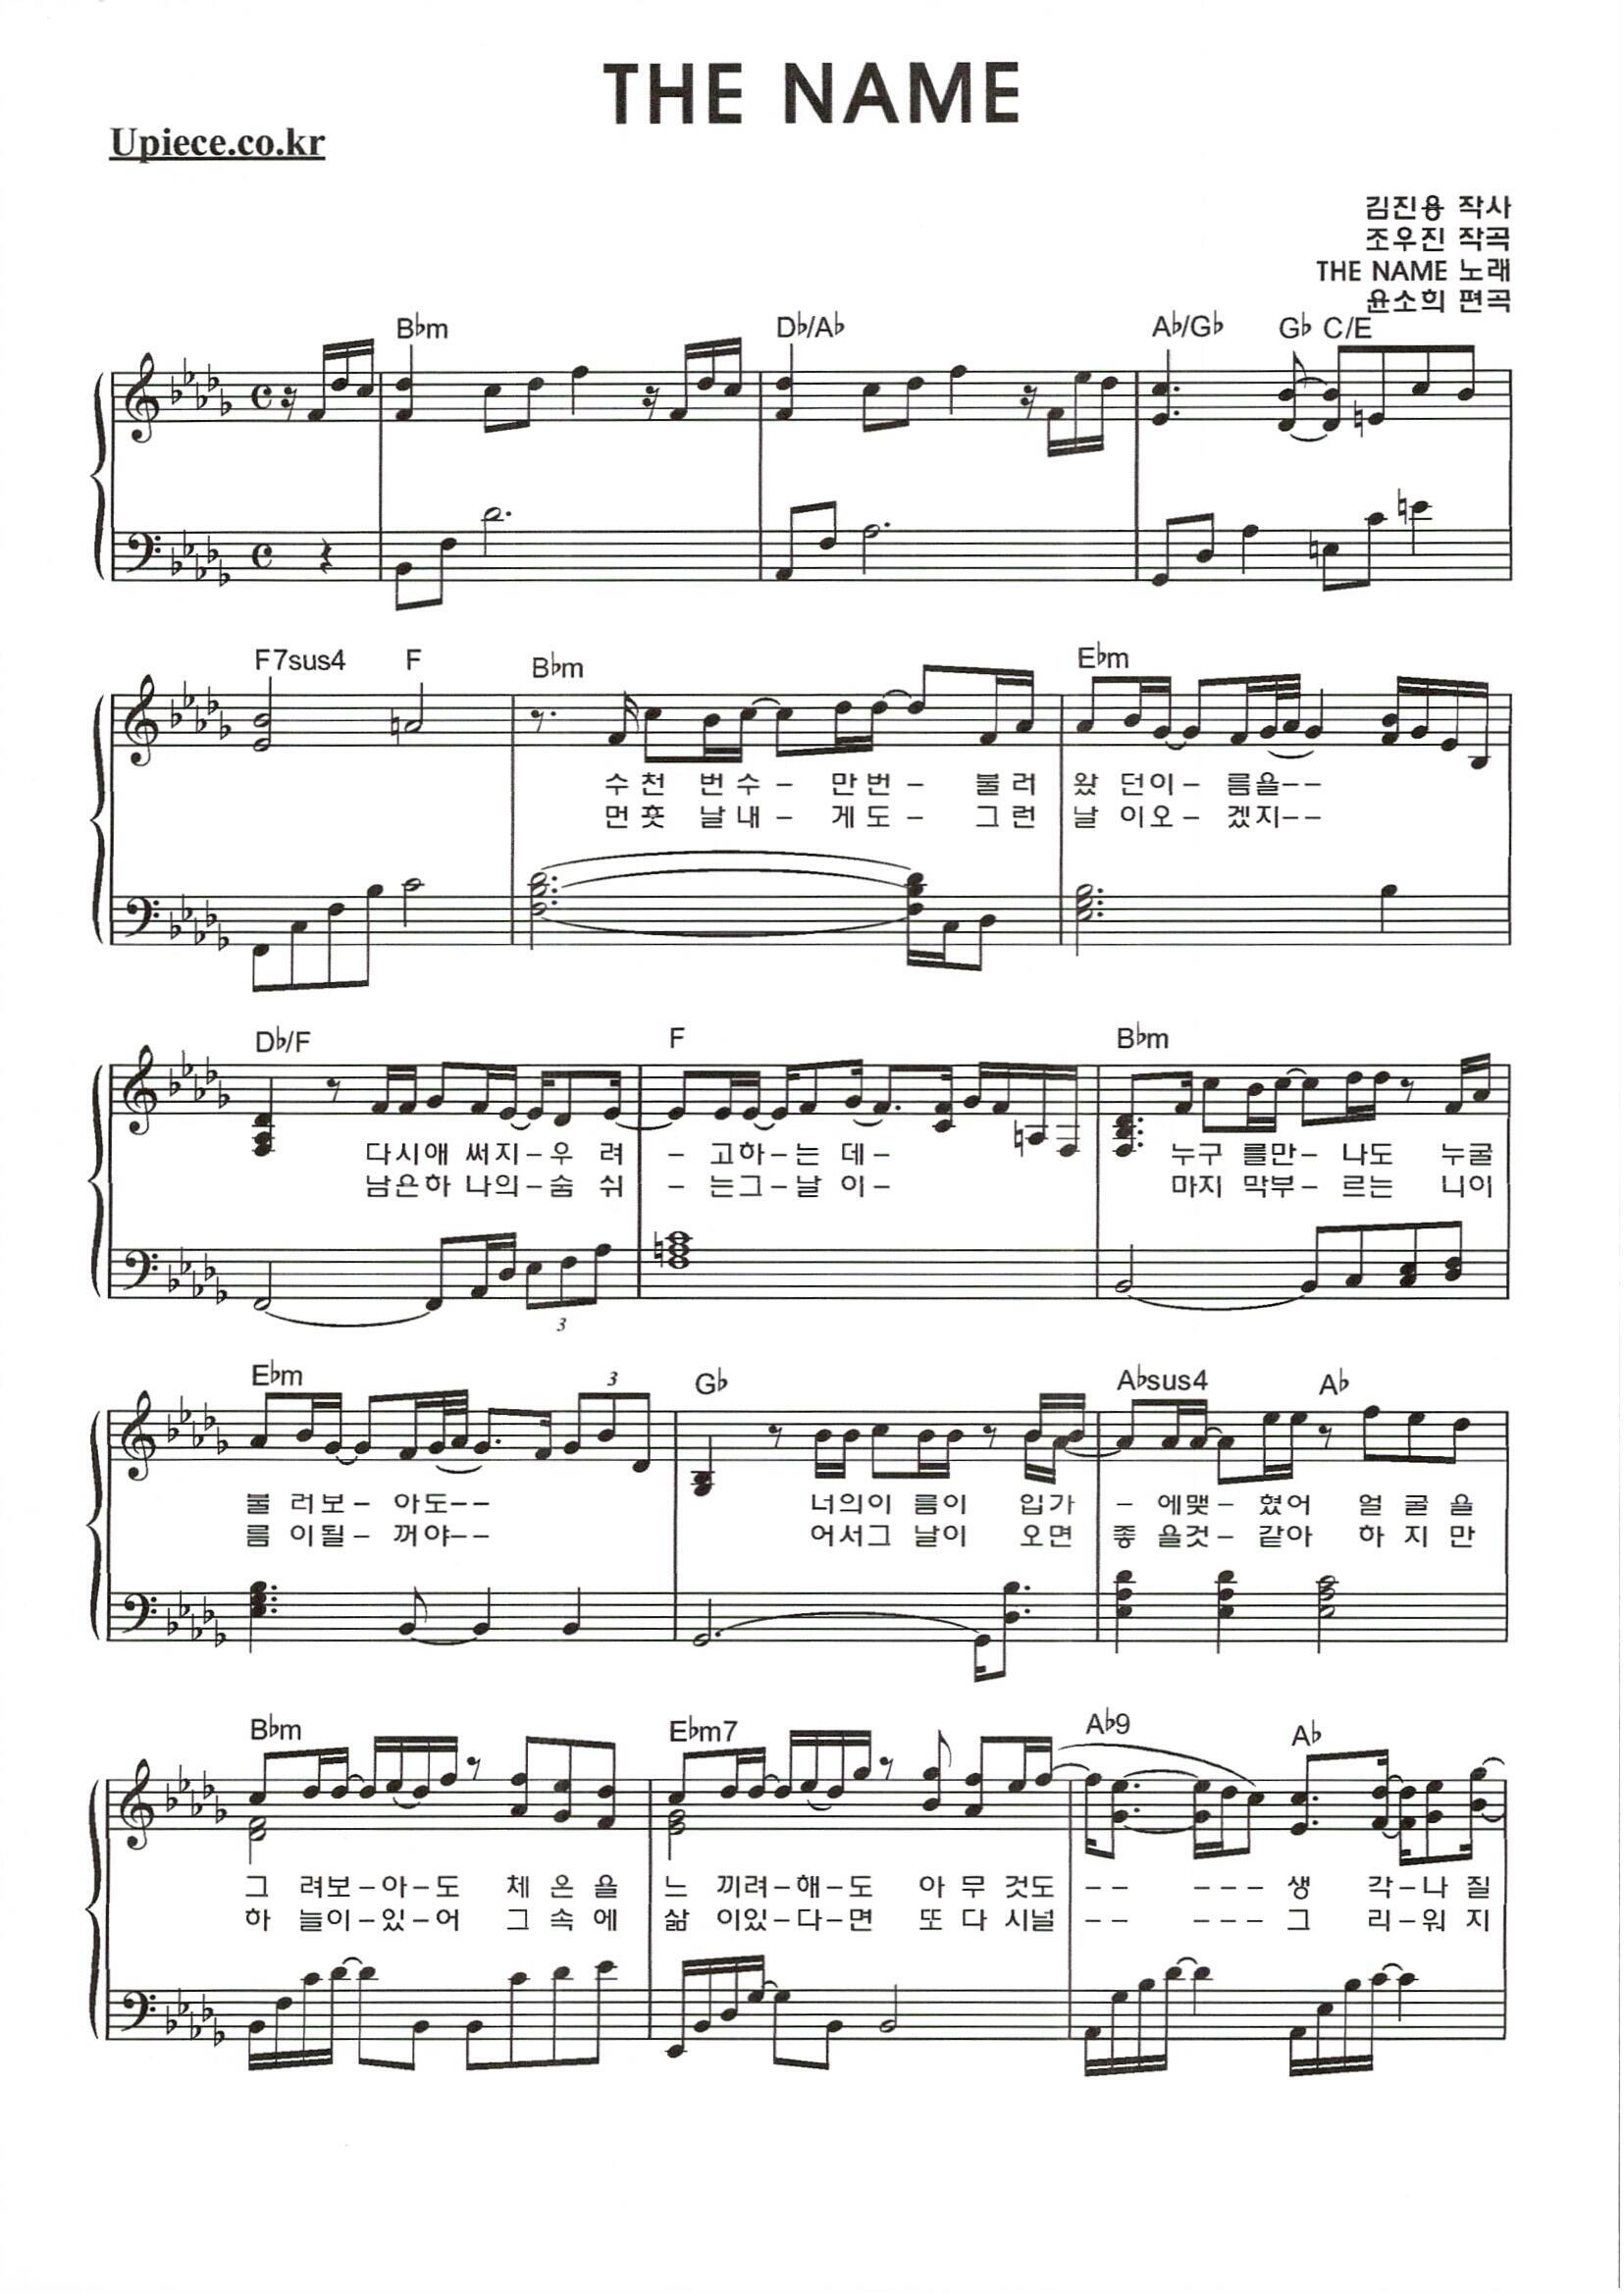 THE NAME
Upiece.co.kr
김진용 작사
조우진 작곡
THE NAME 노래
윤소희 편곡
B♭m D♭/A♭ A♭/G♭ G♭ C/E
F7sus4 F B♭m E♭m
수 천 번 수 - 만 번 - 불 러 왔 던이 - 름을--
먼 훗 날 내 - 게 도 - 그 런 날 이오 - 겠지--
D♭/F F B♭m
다시애 써지-우 려 - 고하-는 데- 누구 를만- 나도 누굴
남은하 나의-숨 쉬 - 는그-날 이- 마지 막부- 르는 니이
3
E♭m 3 G♭ A♭sus4 A♭
불 러보- 아도-- 너의이 름이 입가 - 에맺- 혔어 얼 굴 을
름 이될- 꺼야-- 어서그 날이 오면 좋 을것- 같아 하 지 만
B♭m E♭m7 A♭9 A♭
그 려보-아-도 체 온 을 느 끼려-해-도 아 무 것도 -- --- 생 각-나 질
하 늘이-있-어 그 속 에 삶 이있-다-면 또 다 시널 -- --- 그 리-워 지